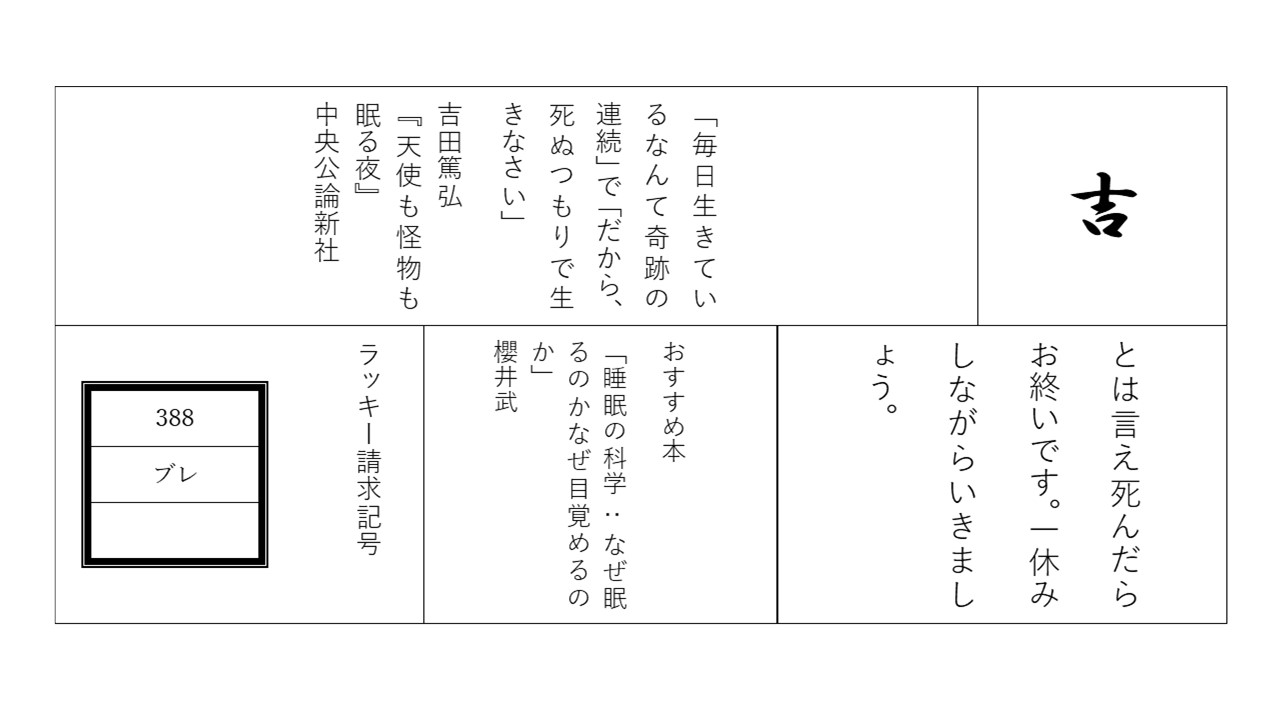 吉
「毎日生きてい
るなんて奇跡の
連続」で「だから、
死ぬつもりで生
きなさい」
吉田篤弘
『天使も怪物も
眠る夜』
中央公論新社
とは言え死んだら
お終いです。一休み
しながらいきまし
ょう。
おすすめ本
「睡眠の科学：なぜ眠
るのかなぜ目覚めるの
か」
櫻井武
ラッキー請求記号
388
ブレ